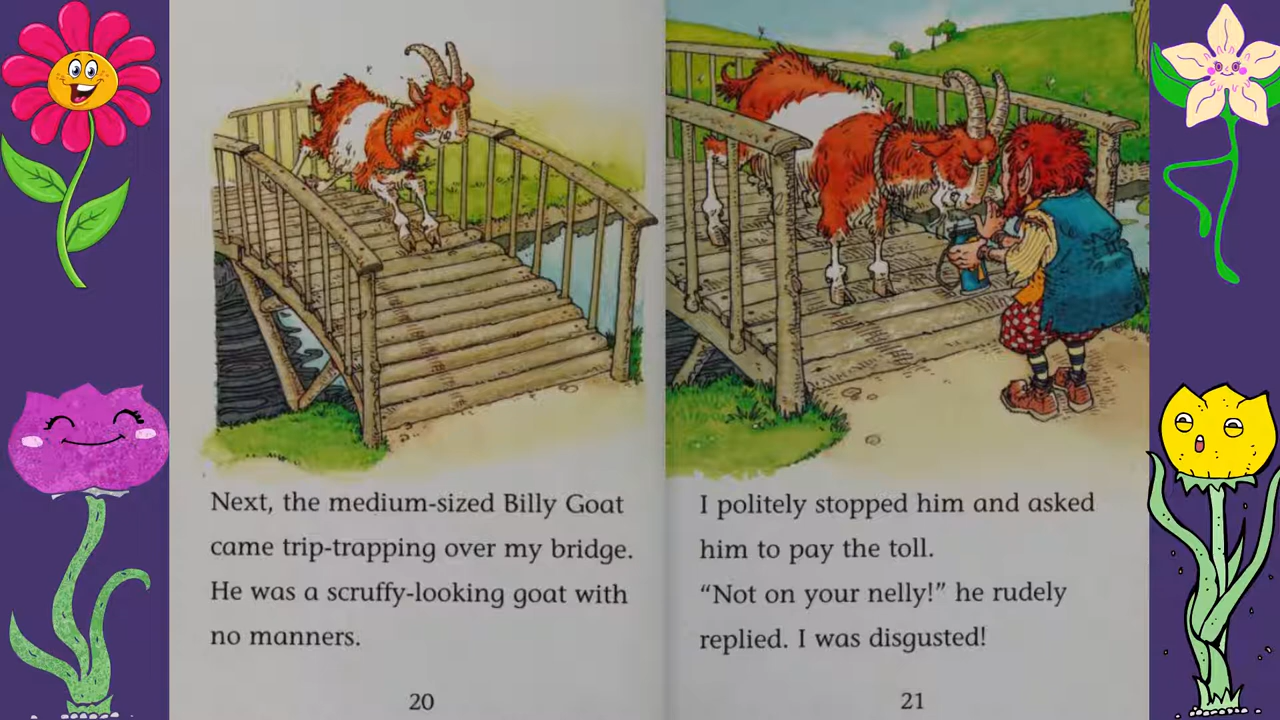 Next, the medium-sized Billy Goat
came trip-trapping over my bridge.
He was a scruffy-looking goat with
no manners.
20
I politely stopped him and asked
him to pay the toll.
“Not on your nelly!” he rudely
replied. I was disgusted!
21